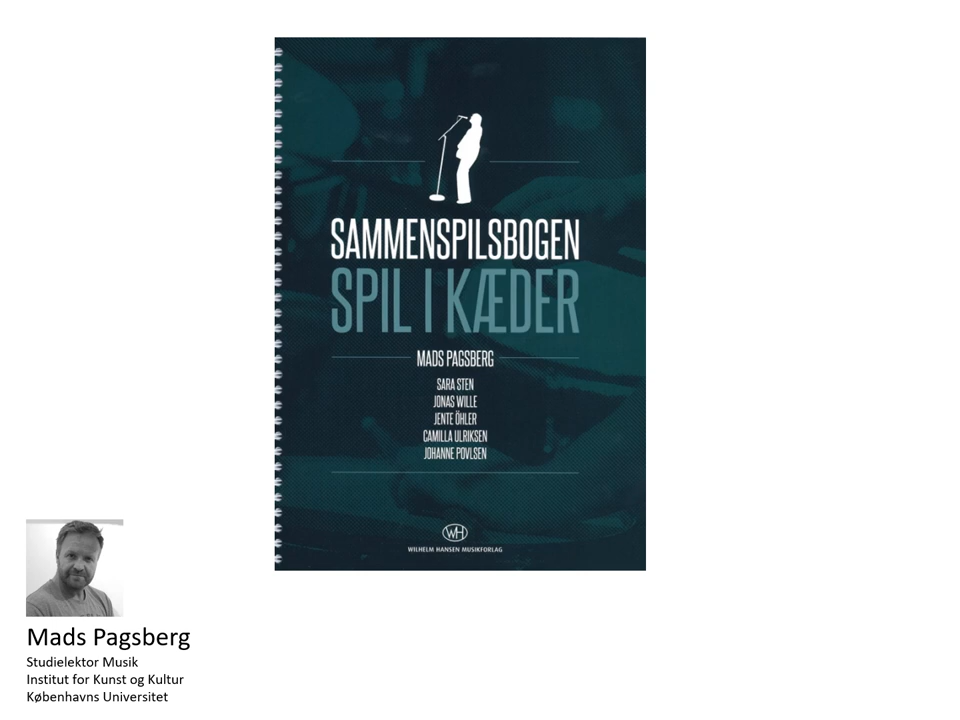 SAMMENSPILSBOGEN
SPIL I KÆDER
MADS PAGSBERG
SARA STEN
JONAS WILLE
JENTE ÖHLER
CAMILLA ULRIKSEN
JOHANNE POVLSEN
WH
WILHELM HANSEN MUSIKFORLAG
Mads Pagsberg
Studielektor Musik
Institut for Kunst og Kultur
Københavns Universitet